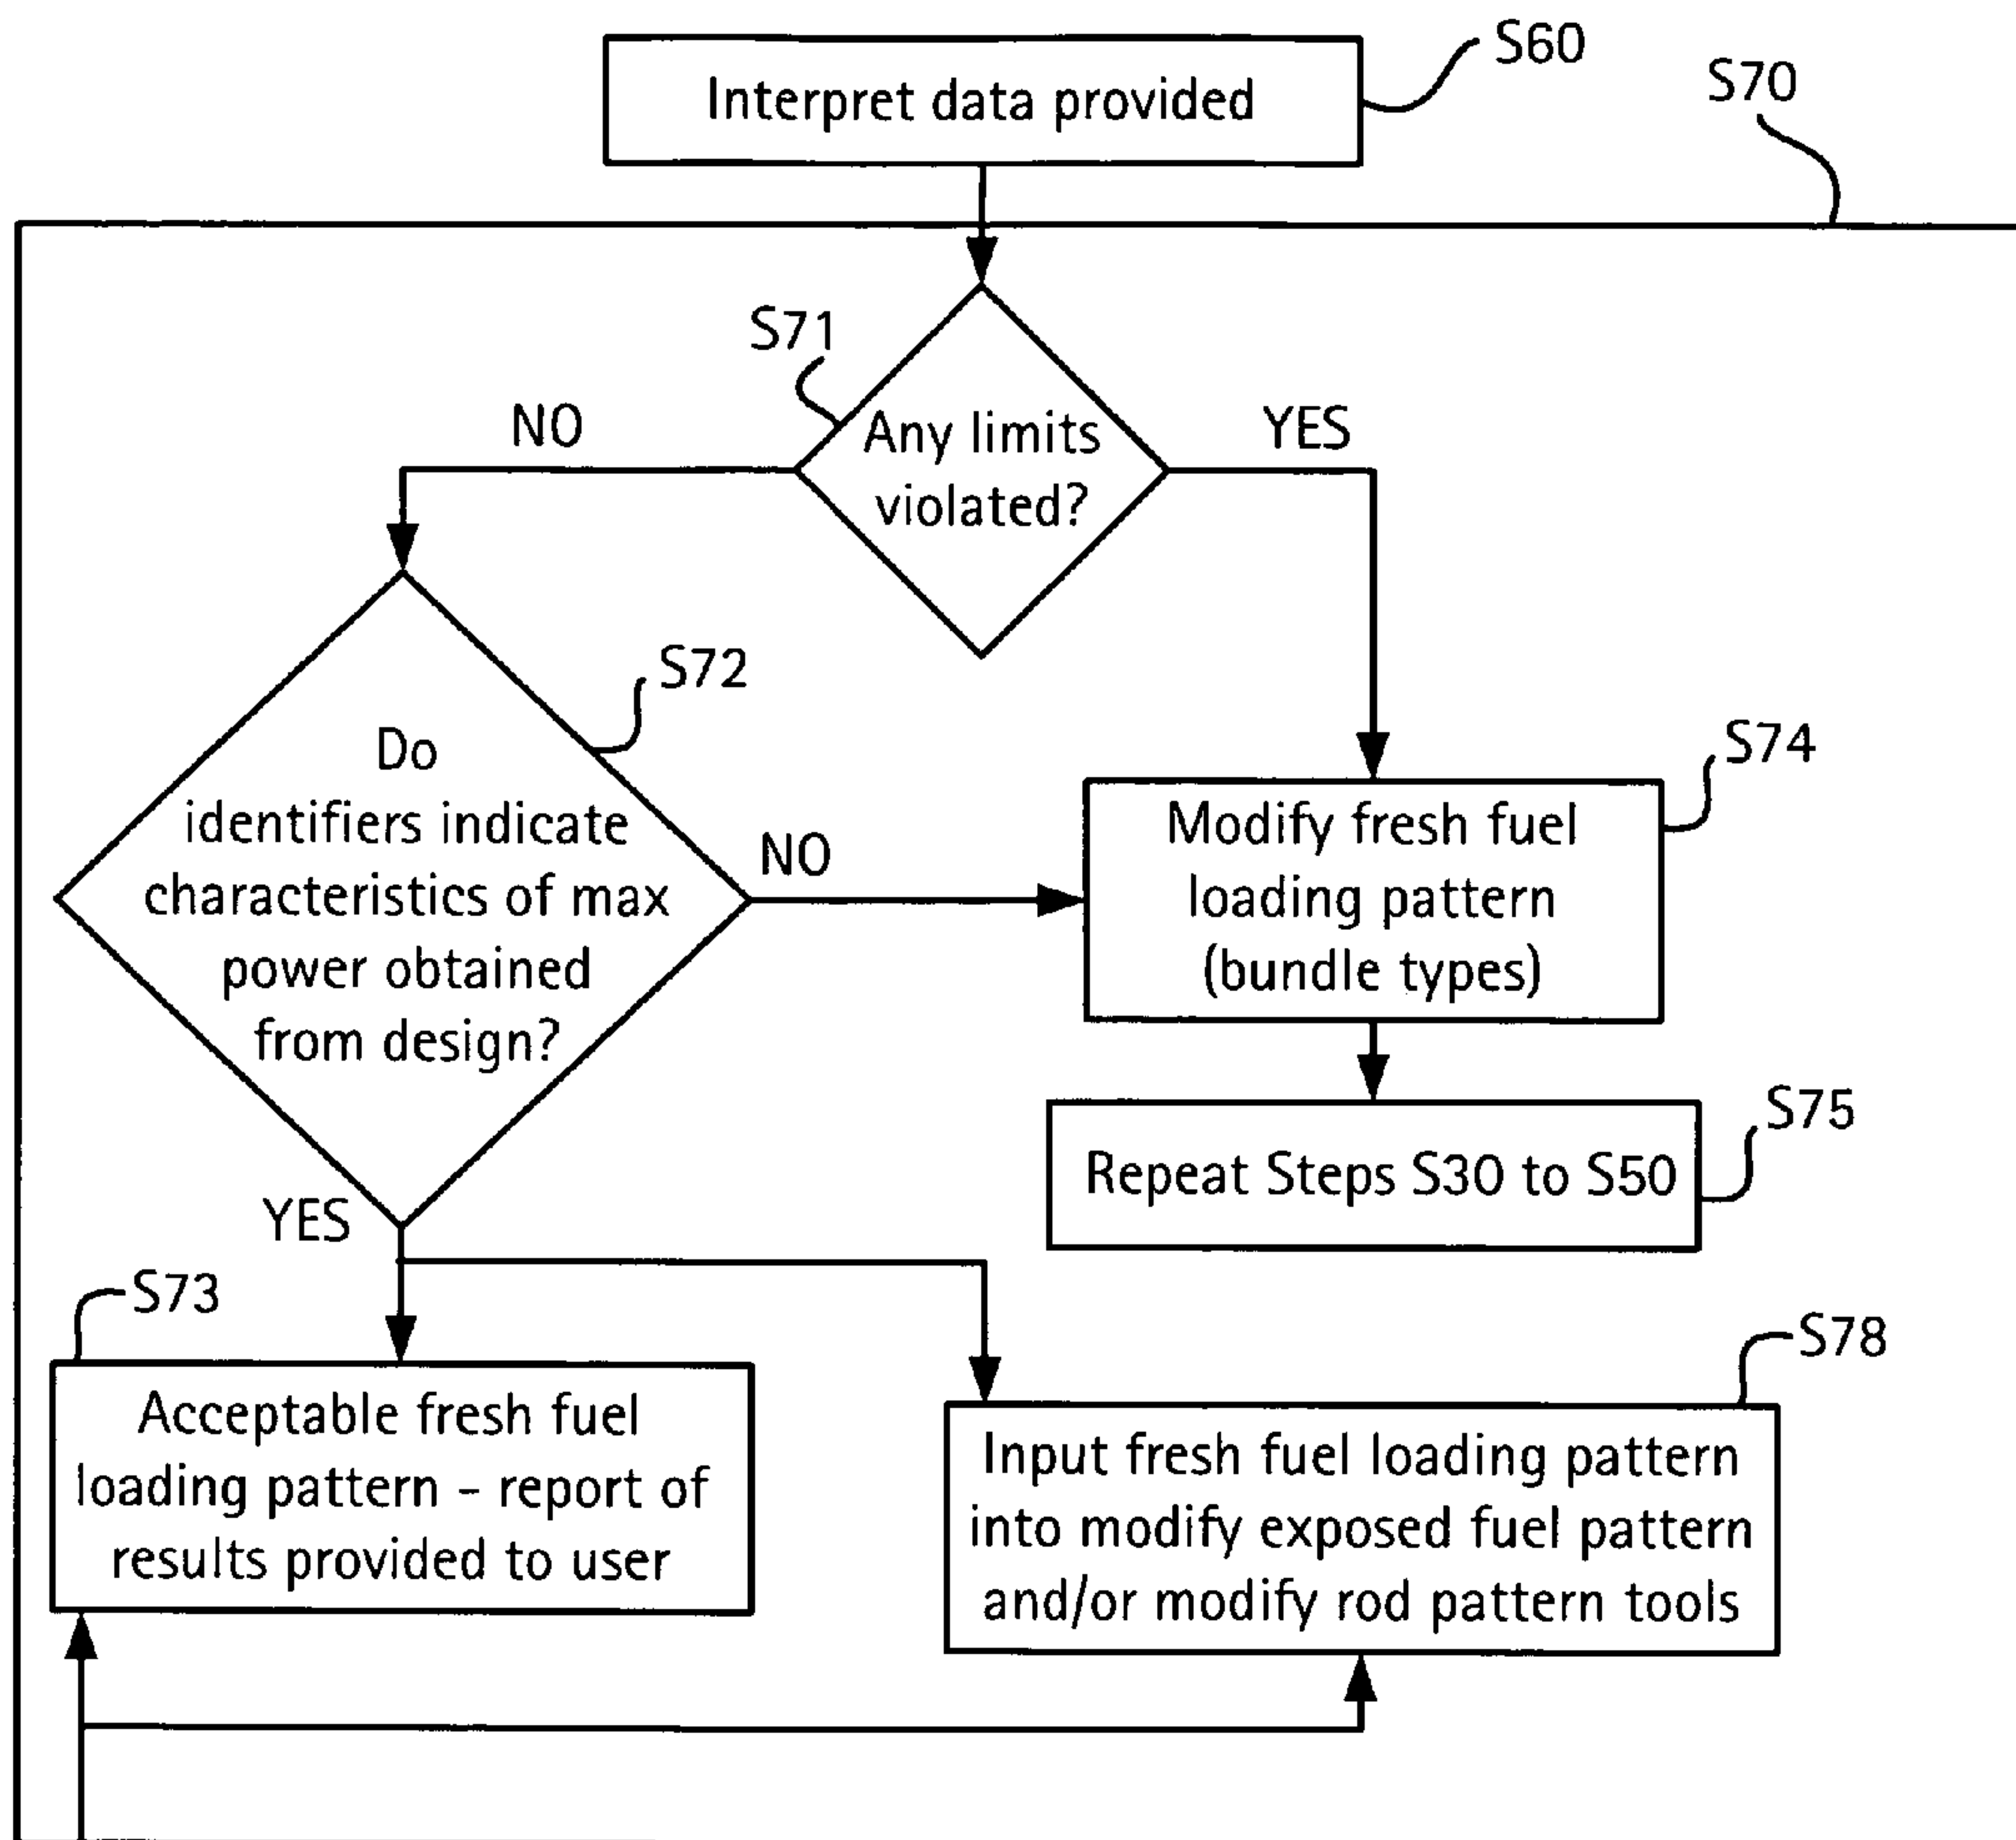 S60
Interpret data provided
S70
S71
NO
Any limits
violated?
YES
S72
Do
identifiers indicate
characteristics of max
power obtained
from design?
NO
S74
Modify fresh fuel
loading pattern
(bundle types)
S75
Repeat Steps S30 to S50
YES
S73
Acceptable fresh fuel
loading pattern – report of
results provided to user
S78
Input fresh fuel loading pattern
into modify exposed fuel pattern
and/or modify rod pattern tools